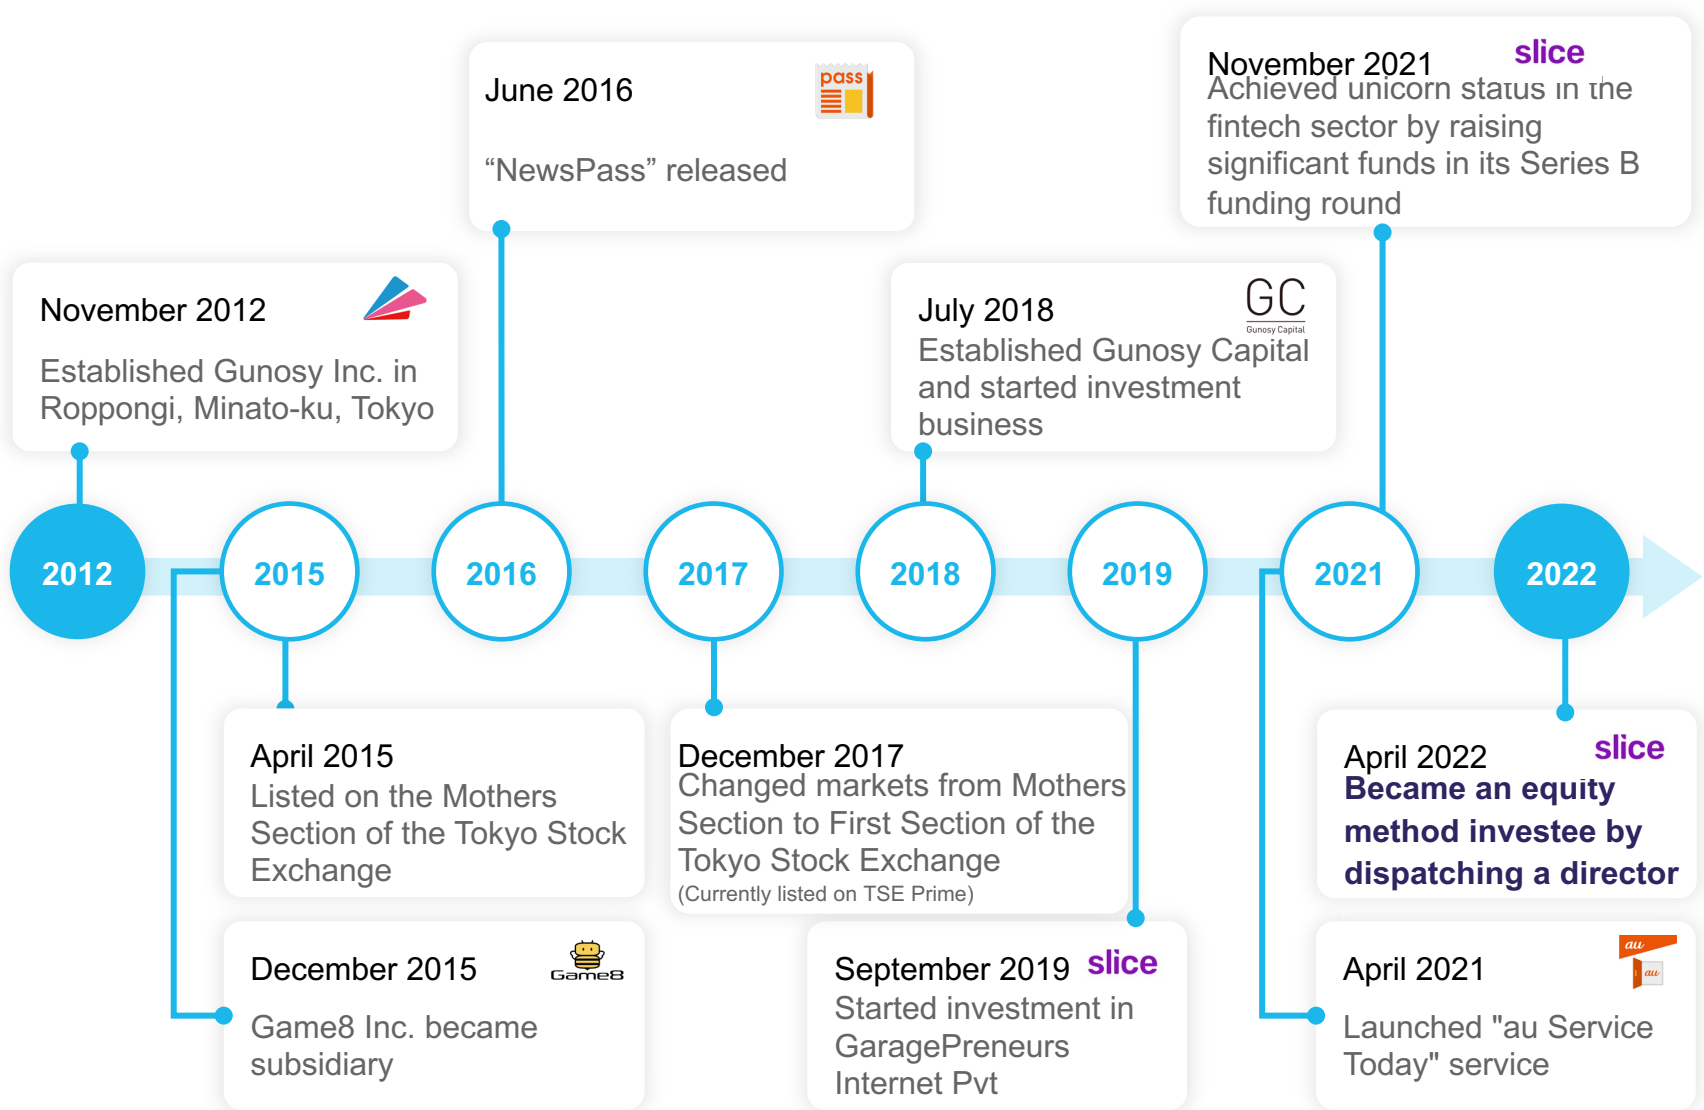 June 2016
pass
"NewsPass" released
November 2021
slice
Achieved unicorn status in the
fintech sector by raising
significant funds in its Series B
funding round
November 2012
Established Gunosy Inc. in
Roppongi, Minato-ku, Tokyo
July 2018
GC
Gunosy Capital
Established Gunosy Capital
and started investment
business
2012
2015
2016
2017
2018
2019
2021
2022
April 2015
Listed on the Mothers
Section of the Tokyo Stock
Exchange
December 2017
Changed markets from Mothers
Section to First Section of the
Tokyo Stock Exchange
(Currently listed on TSE Prime)
April 2022
slice
Became an equity
method investee by
dispatching a director
December 2015
Game8
Game8 Inc. became
subsidiary
September 2019
slice
Started investment in
GaragePreneurs
Internet Pvt
April 2021
au
au
Launched "au Service
Today" service